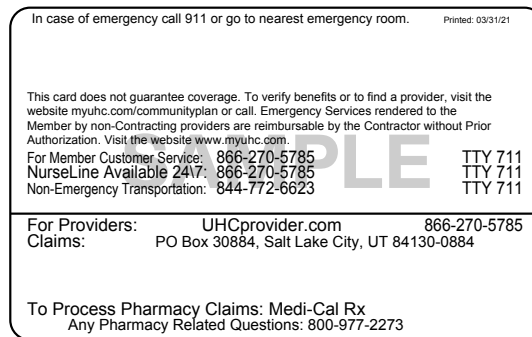 In case of emergency call 911 or go to nearest emergency room. Printed: 03/31/21
This card does not guarantee coverage. To verify benefits or to find a provider, visit the
website myuhc.com/communityplan or call. Emergency Services rendered to the
Member by non-Contracting providers are reimbursable by the Contractor without Prior
Authorization. Visit the website www.myuhc.com.
SAMPLE
For Member Customer Service: 866-270-5785 TTY 711
NurseLine Available 24\7: 866-270-5785 TTY 711
Non-Emergency Transportation: 844-772-6623 TTY 711
For Providers: UHCprovider.com 866-270-5785
Claims: PO Box 30884, Salt Lake City, UT 84130-0884
To Process Pharmacy Claims: Medi-Cal Rx
Any Pharmacy Related Questions: 800-977-2273